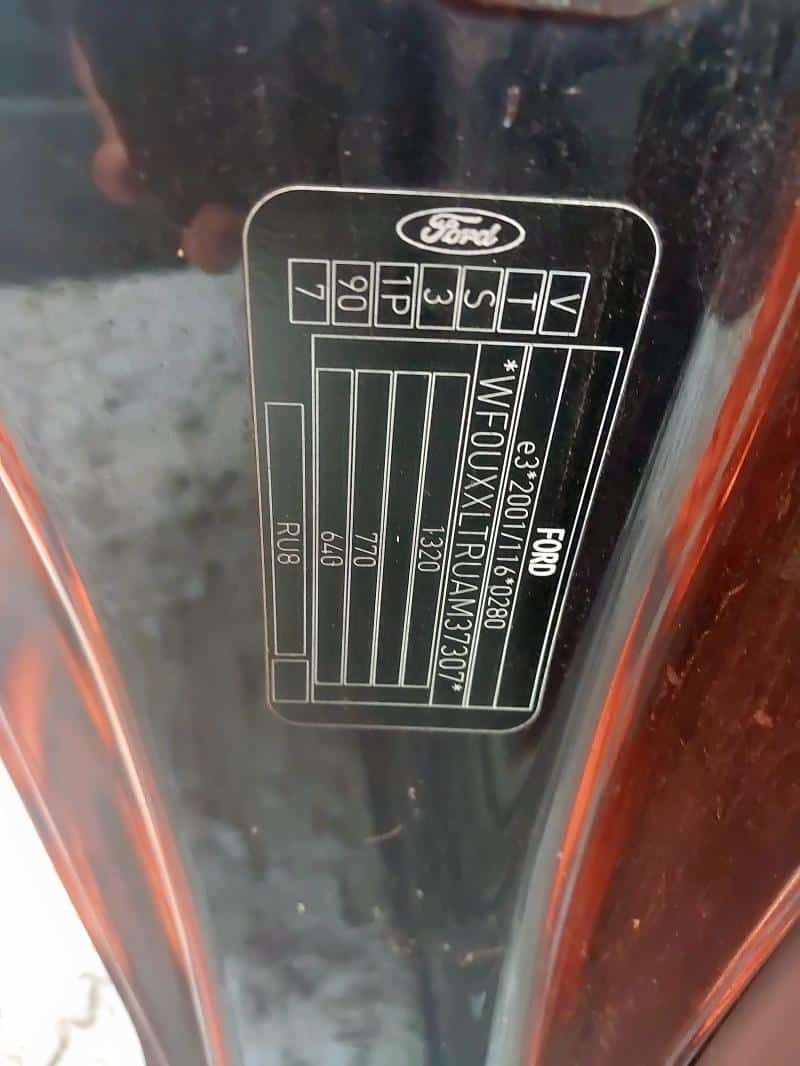 Ford
V
T
S
3
1P
90
7
FORD
e3*2001/116*0280
*WF0UXXLTRUAM37307*
1320
770
640
RU8